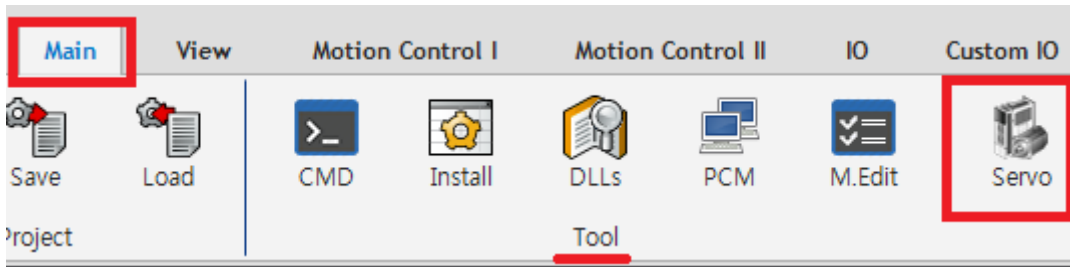 Main View Motion Control I Motion Control II IO Custom IO
Save Load CMD Install DLLs PCM M.Edit Servo
Project Tool